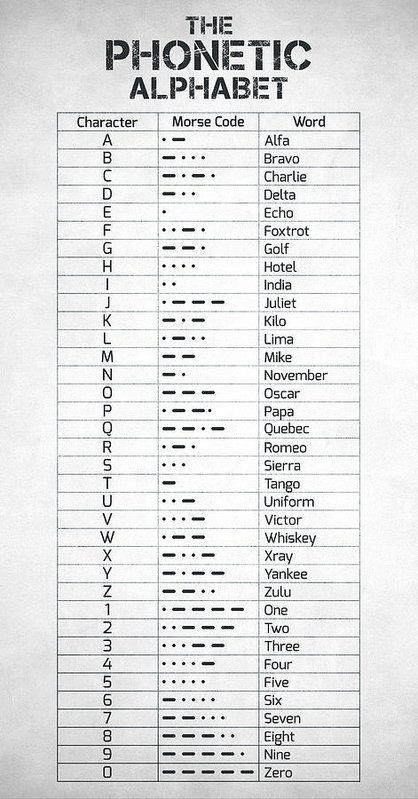 THE
PHONETIC
ALPHABET
Character Morse Code Word
A · − Alfa
B − · · · Bravo
C − · − · Charlie
D − · · Delta
E · Echo
F · · − · Foxtrot
G − − · Golf
H · · · · Hotel
I · · India
J · − − − Juliet
K − · − Kilo
L · − · · Lima
M − − Mike
N − · November
O − − − Oscar
P · − − · Papa
Q − − · − Quebec
R · − · Romeo
S · · · Sierra
T − Tango
U · · − Uniform
V · · · − Victor
W · − − Whiskey
X − · · − Xray
Y − · − − Yankee
Z − − · · Zulu
1 · − − − − One
2 · · − − − Two
3 · · · − − Three
4 · · · · − Four
5 · · · · · Five
6 − · · · · Six
7 − − · · · Seven
8 − − − · · Eight
9 − − − − · Nine
0 − − − − − Zero